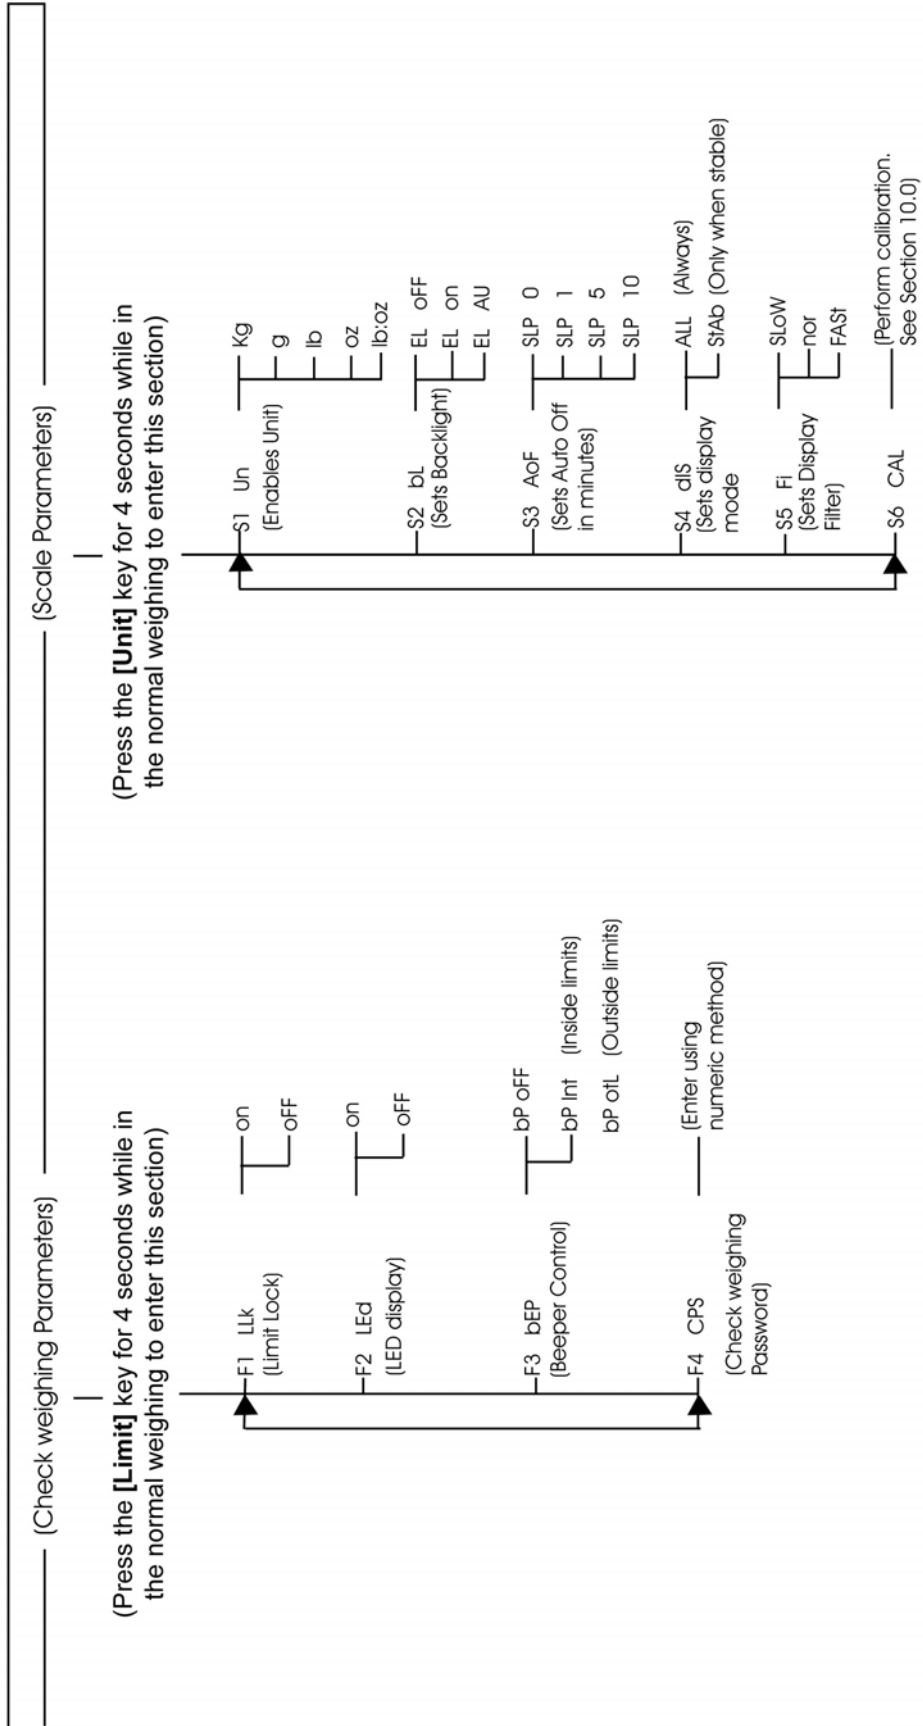 (Check weighing Parameters)
(Press the [Limit] key for 4 seconds while in
the normal weighing to enter this section)
F1 LLk
(Limit Lock)
on
oFF
F2 LEd
(LED display)
on
oFF
F3 bEP
(Beeper Control)
bP oFF
bP Int (Inside limits)
bP otL (Outside limits)
F4 CPS
(Check weighing
Password)
(Enter using
numeric method)
(Scale Parameters)
(Press the [Unit] key for 4 seconds while in
the normal weighing to enter this section)
S1 Un
(Enables Unit)
Kg
g
lb
oz
lb:oz
S2 bL
(Sets Backlight)
EL oFF
EL on
EL AU
S3 AoF
(Sets Auto Off
in minutes)
SLP 0
SLP 1
SLP 5
SLP 10
S4 dIS
(Sets display
mode
ALL (Always)
StAb (Only when stable)
S5 Fi
(Sets Display
Filter)
SLoW
nor
FASt
S6 CAL
(Perform calibration.
See Section 10.0)